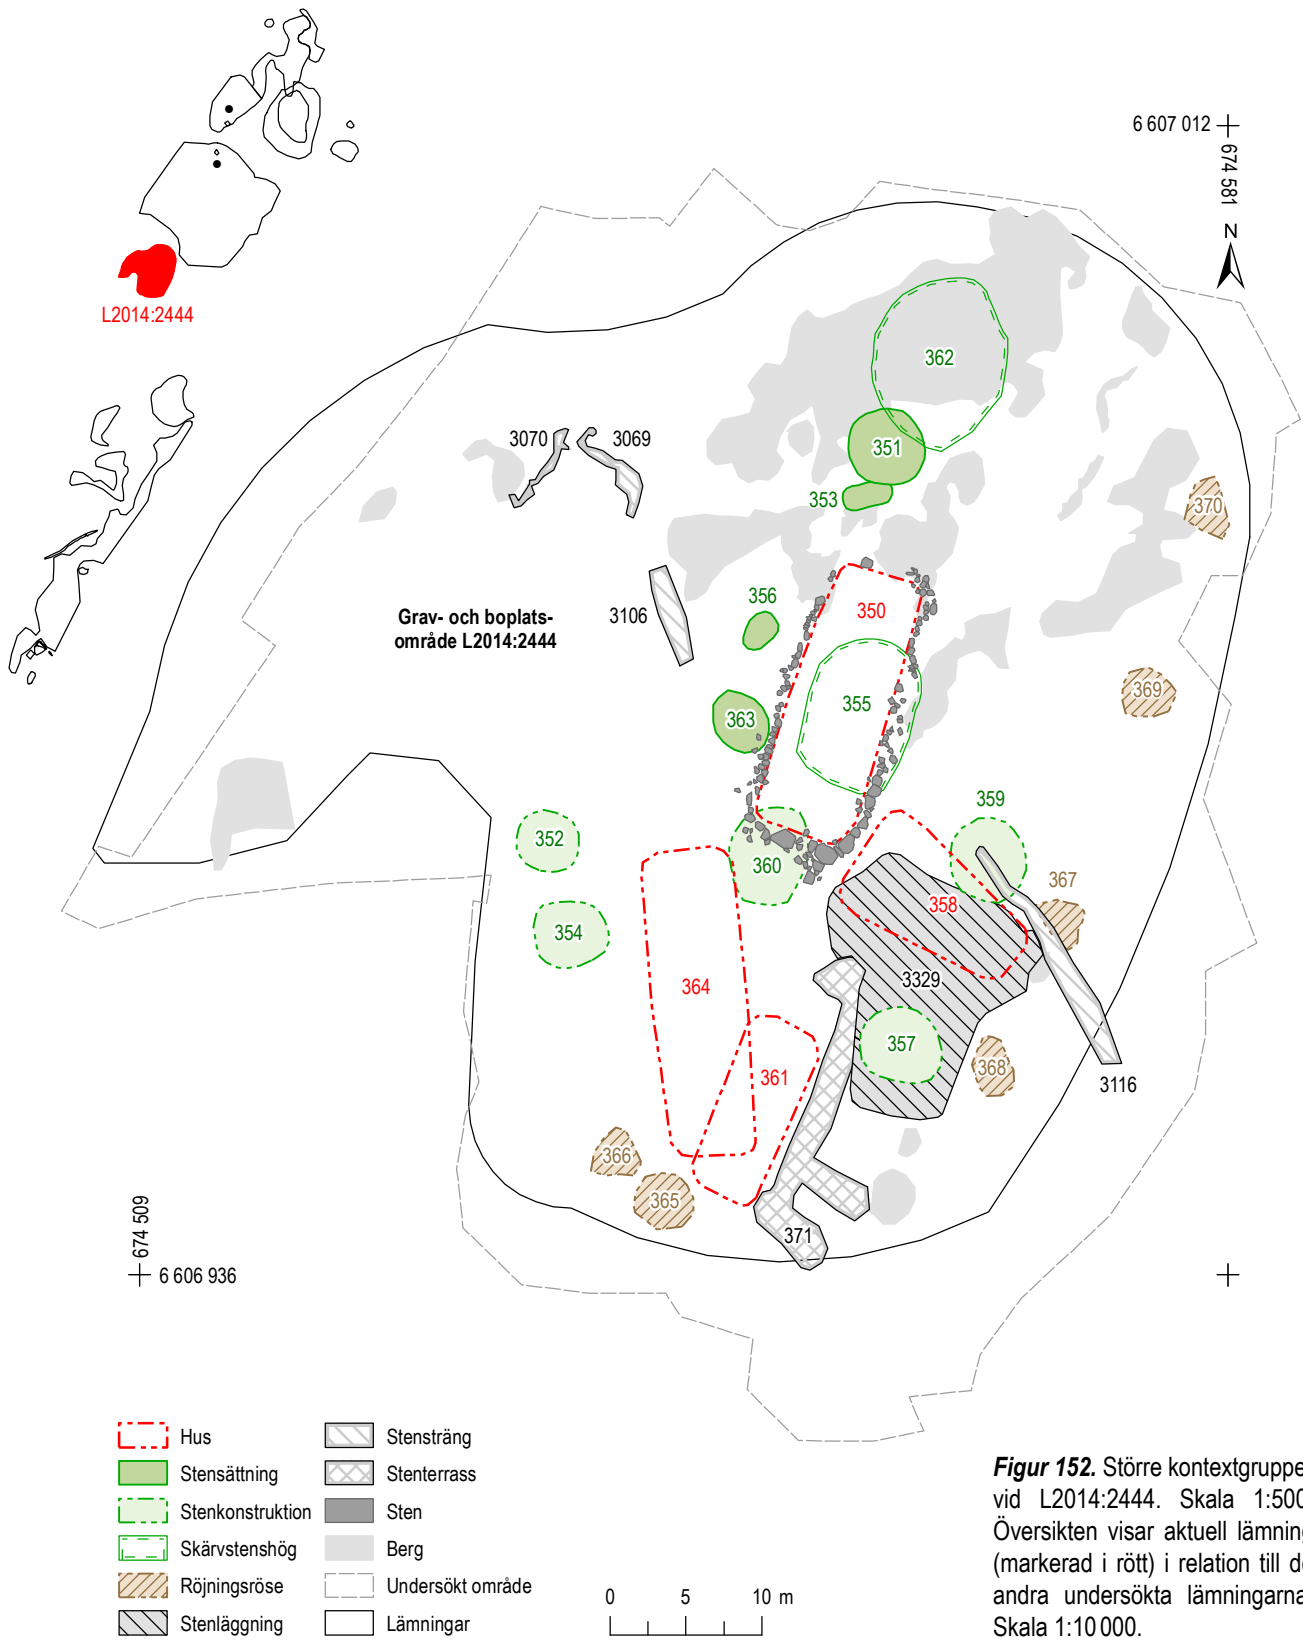 6 607 012
674 581
N
L2014:2444
362
3070
3069
351
353
370
Grav- och boplats-
område L2014:2444
3106
356
350
369
363
355
352
360
359
367
354
358
364
3329
357
361
368
3116
366
365
371
674 509
6 606 936
Hus
Stensättning
Stenkonstruktion
Skärvstenshög
Röjningsröse
Stenläggning
Stensträng
Stenterrass
Sten
Berg
Undersökt område
Lämningar
0 5 10 m
Figur 152. Större kontextgruppe
vid L2014:2444. Skala 1:500
Översikten visar aktuell lämning
(markerad i rött) i relation till de
andra undersökta lämningarna
Skala 1:10 000.